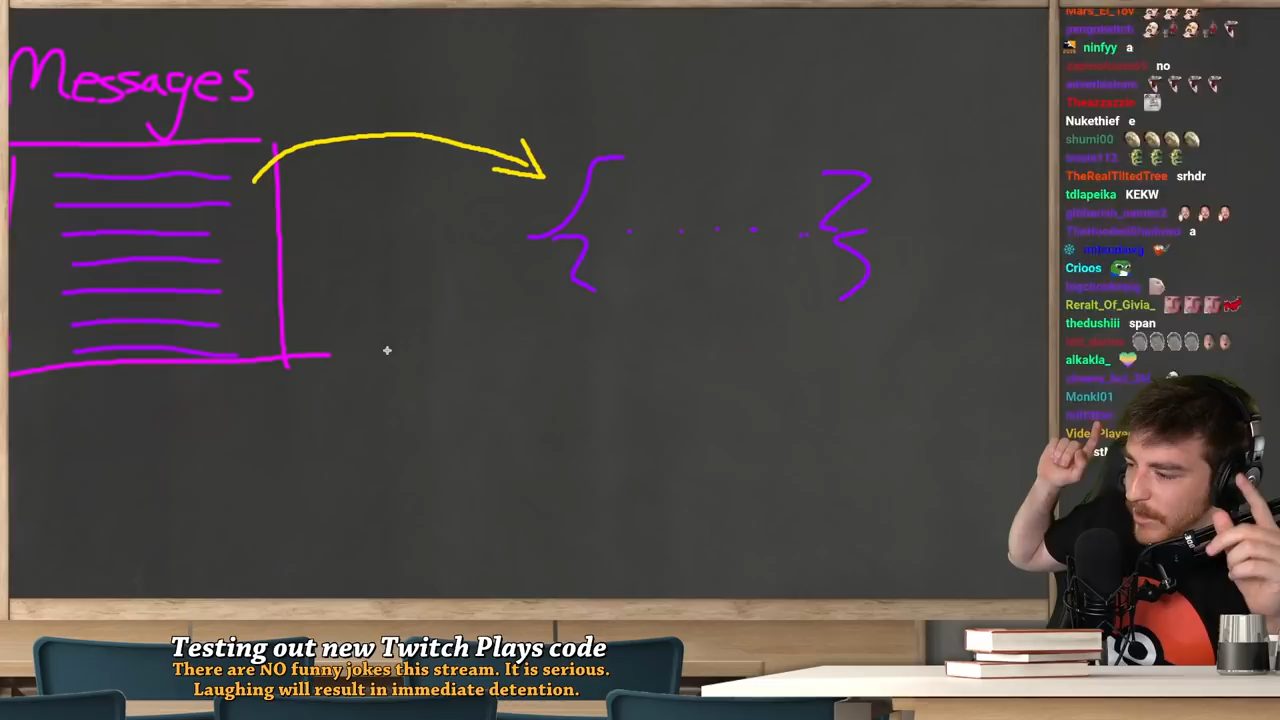 Messages
ninfyy a
no
Theazzazzin
Nukethief e
shumi00
TheRealTiltedTree srhdr
tdlapeika KEKW
a
Crioos
Reralt_Of_Givia_
thedushiii span
alkakla_
Monkl01
Testing out new Twitch Plays code
There are NO funny jokes this stream. It is serious.
Laughing will result in immediate detention.